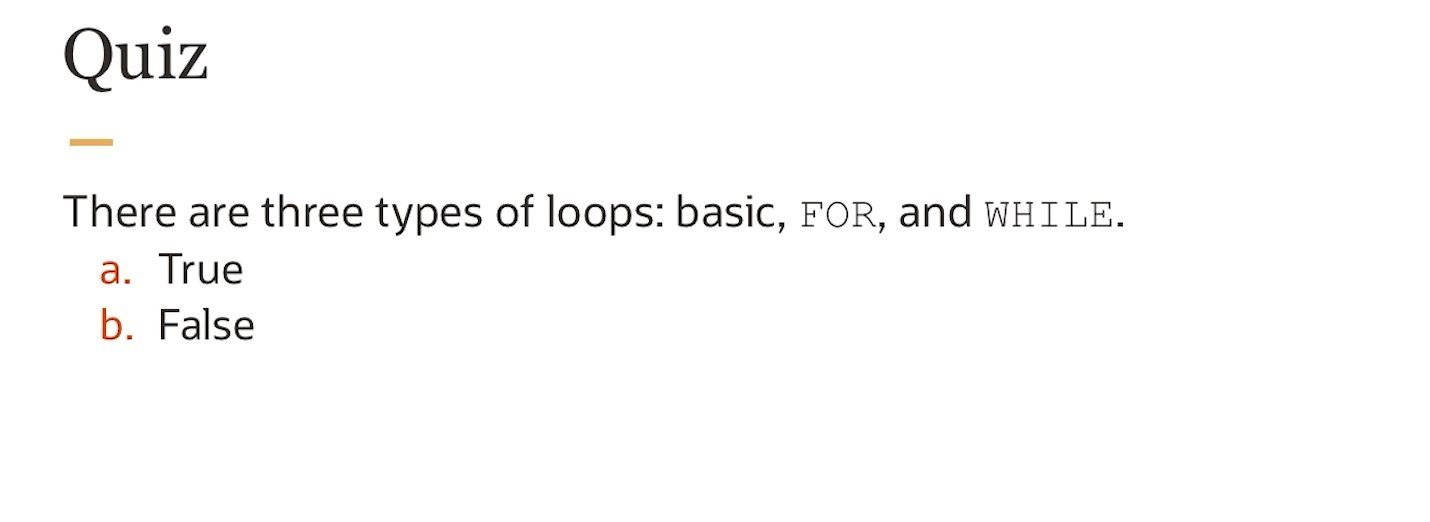 Quiz
There are three types of loops: basic, FOR, and WHILE.
a. True
b. False